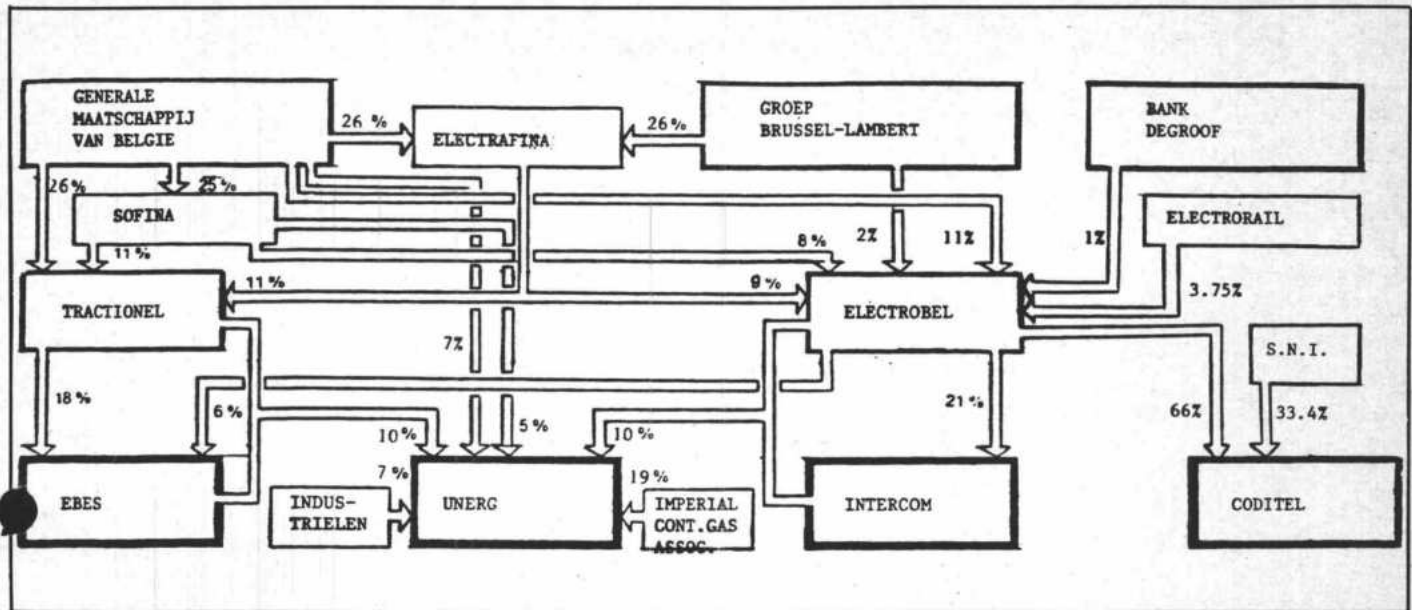 GENERALE
MAATSCHAPPIJ
VAN BELGIE
26 %
ELECTRAFINA
26%
GROEP
BRUSSEL-LAMBERT
BANK
DEGROOF
26%
25%
SOFINA
ELECTRORAIL
11%
8%
2%
11%
1%
11%
9%
3.75%
TRACTIONEL
ELECTROBEL
7%
S.N.I.
18%
6%
5%
21%
66%
33.4%
10%
10%
7%
19%
EBES
INDUS-
TRIELEN
UNERG
IMPERIAL
CONT.GAS
ASSOC.
INTERCOM
CODITEL